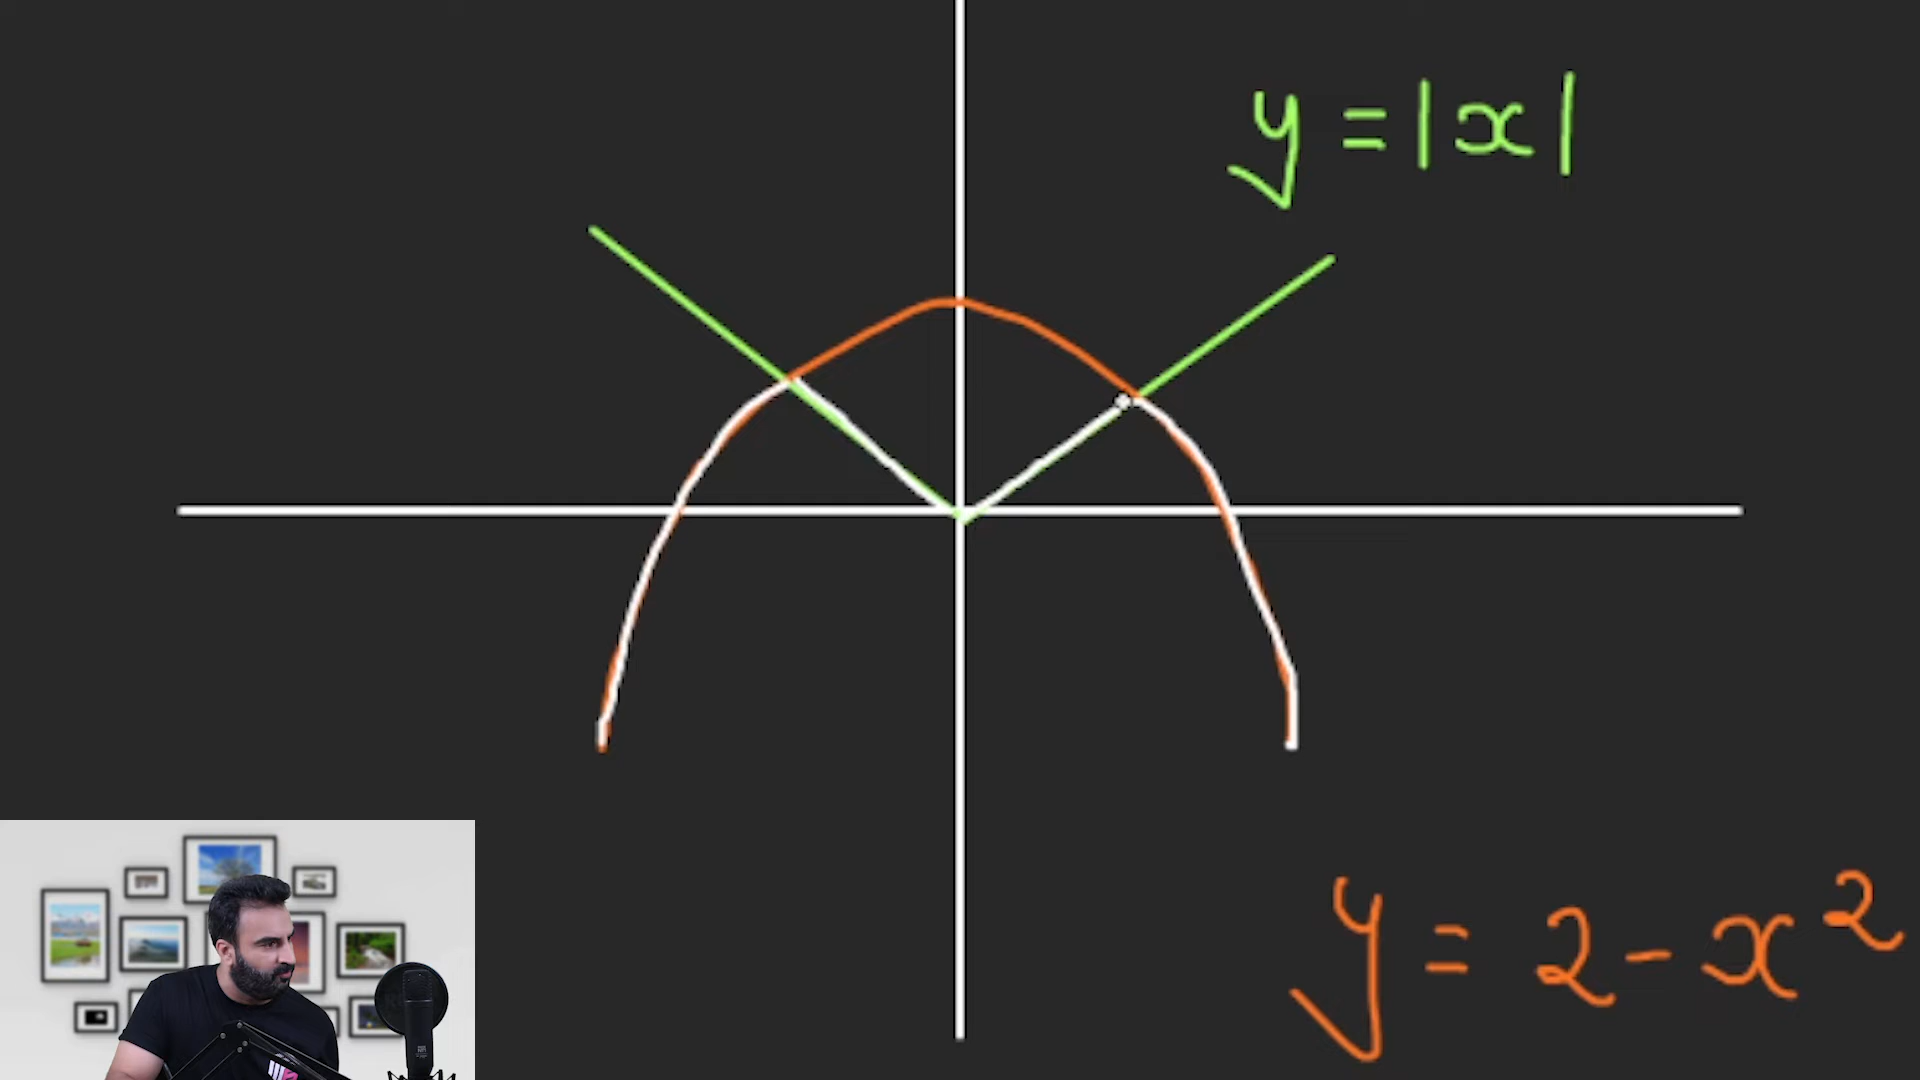 y = |x|
y = 2 - x²